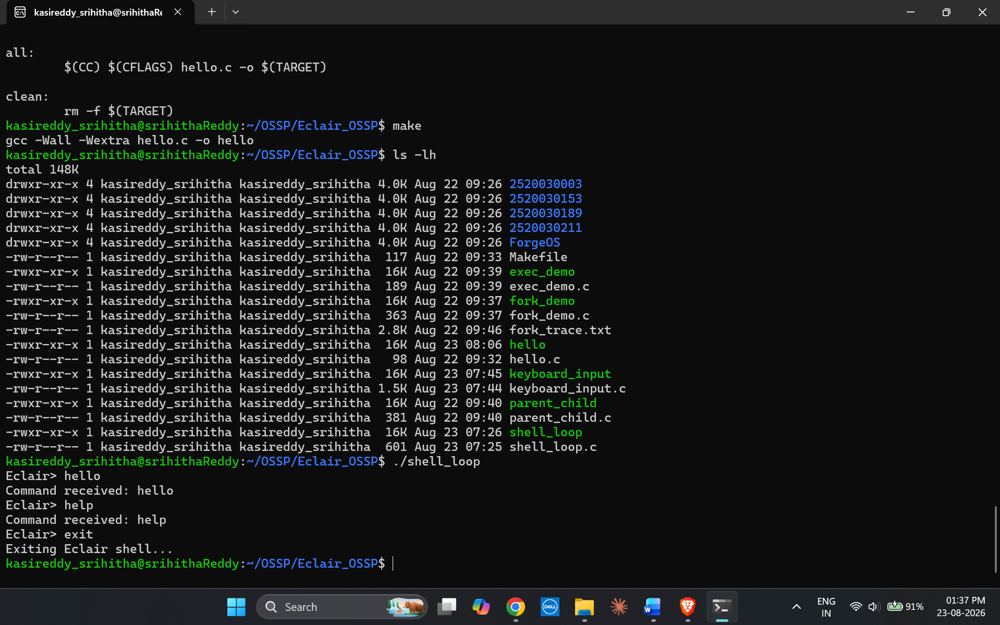 kasireddy_srihitha@srihithaRe
all:
        $(CC) $(CFLAGS) hello.c -o $(TARGET)
clean:
        rm -f $(TARGET)
kasireddy_srihitha@srihithaReddy:~/OSSP/Eclair_OSSP$ make
gcc -Wall -Wextra hello.c -o hello
kasireddy_srihitha@srihithaReddy:~/OSSP/Eclair_OSSP$ ls -lh
total 148K
drwxr-xr-x 4 kasireddy_srihitha kasireddy_srihitha 4.0K Aug 22 09:26 2520030003
drwxr-xr-x 4 kasireddy_srihitha kasireddy_srihitha 4.0K Aug 22 09:26 2520030153
drwxr-xr-x 4 kasireddy_srihitha kasireddy_srihitha 4.0K Aug 22 09:26 2520030189
drwxr-xr-x 4 kasireddy_srihitha kasireddy_srihitha 4.0K Aug 22 09:26 2520030211
drwxr-xr-x 4 kasireddy_srihitha kasireddy_srihitha 4.0K Aug 22 09:26 ForgeOS
-rw-r--r-- 1 kasireddy_srihitha kasireddy_srihitha  117 Aug 22 09:33 Makefile
-rwxr-xr-x 1 kasireddy_srihitha kasireddy_srihitha  16K Aug 22 09:39 exec_demo
-rw-r--r-- 1 kasireddy_srihitha kasireddy_srihitha  189 Aug 22 09:39 exec_demo.c
-rwxr-xr-x 1 kasireddy_srihitha kasireddy_srihitha  16K Aug 22 09:37 fork_demo
-rw-r--r-- 1 kasireddy_srihitha kasireddy_srihitha  363 Aug 22 09:37 fork_demo.c
-rw-r--r-- 1 kasireddy_srihitha kasireddy_srihitha 2.8K Aug 22 09:46 fork_trace.txt
-rwxr-xr-x 1 kasireddy_srihitha kasireddy_srihitha  16K Aug 23 08:06 hello
-rw-r--r-- 1 kasireddy_srihitha kasireddy_srihitha   98 Aug 22 09:32 hello.c
-rwxr-xr-x 1 kasireddy_srihitha kasireddy_srihitha  16K Aug 23 07:45 keyboard_input
-rw-r--r-- 1 kasireddy_srihitha kasireddy_srihitha 1.5K Aug 23 07:44 keyboard_input.c
-rwxr-xr-x 1 kasireddy_srihitha kasireddy_srihitha  16K Aug 22 09:40 parent_child
-rw-r--r-- 1 kasireddy_srihitha kasireddy_srihitha  381 Aug 22 09:40 parent_child.c
-rwxr-xr-x 1 kasireddy_srihitha kasireddy_srihitha  16K Aug 23 07:26 shell_loop
-rw-r--r-- 1 kasireddy_srihitha kasireddy_srihitha  601 Aug 23 07:25 shell_loop.c
kasireddy_srihitha@srihithaReddy:~/OSSP/Eclair_OSSP$ ./shell_loop
Eclair> hello
Command received: hello
Eclair> help
Command received: help
Eclair> exit
Exiting Eclair shell...
kasireddy_srihitha@srihithaReddy:~/OSSP/Eclair_OSSP$
Search
DELL
W
ENG
IN
91%
01:37 PM
23-08-2026